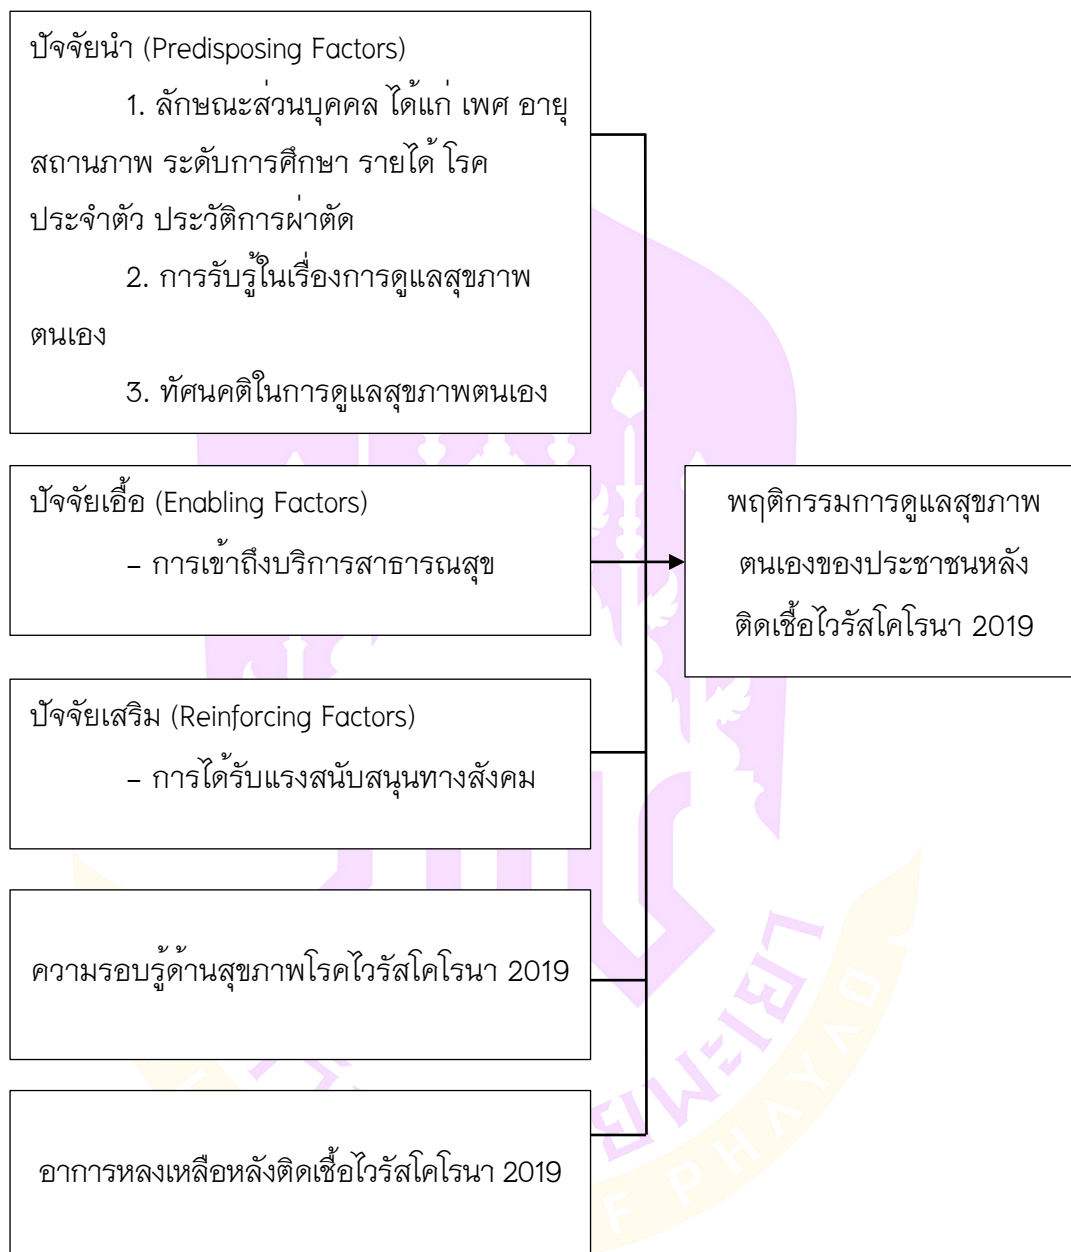 ปัจจัยนำ (Predisposing Factors)
1. ลักษณะส่วนบุคคล ได้แก่ เพศ อายุ
สถานภาพ ระดับการศึกษา รายได้ โรค
ประจำตัว ประวัติการผ่าตัด
2. การรับรู้ในเรื่องการดูแลสุขภาพ
ตนเอง
3. ทัศนคติในการดูแลสุขภาพตนเอง
ปัจจัยเอื้อ (Enabling Factors)
– การเข้าถึงบริการสาธารณสุข
พฤติกรรมการดูแลสุขภาพ
ตนเองของประชาชนหลัง
ติดเชื้อไวรัสโคโรนา 2019
ปัจจัยเสริม (Reinforcing Factors)
– การได้รับแรงสนับสนุนทางสังคม
ความรอบรู้ด้านสุขภาพโรคไวรัสโคโรนา 2019
อาการหลงเหลือหลังติดเชื้อไวรัสโคโรนา 2019
OF PHAYAO